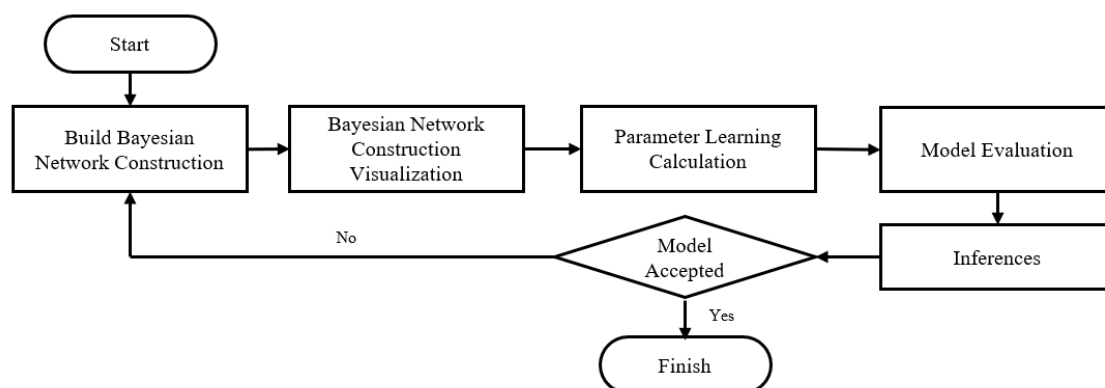 Start
Build Bayesian
Network Construction
Bayesian Network
Construction
Visualization
Parameter Learning
Calculation
Model Evaluation
Inferences
Model
Accepted
No
Yes
Finish